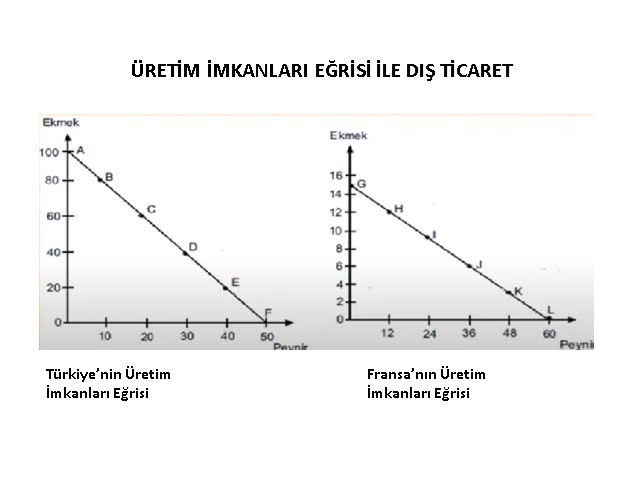 ÜRETİM İMKANLARI EĞRİSİ İLE DIŞ TİCARET
Ekmek
100
80
60
40
20
0
A
B
C
D
E
F
10 20 30 40 50
Peynir
Ekmek
16
14
12
10
8
6
4
2
0
G
H
I
J
K
L
12 24 36 48 60
Peynir
Türkiye’nin Üretim
İmkanları Eğrisi
Fransa’nın Üretim
İmkanları Eğrisi